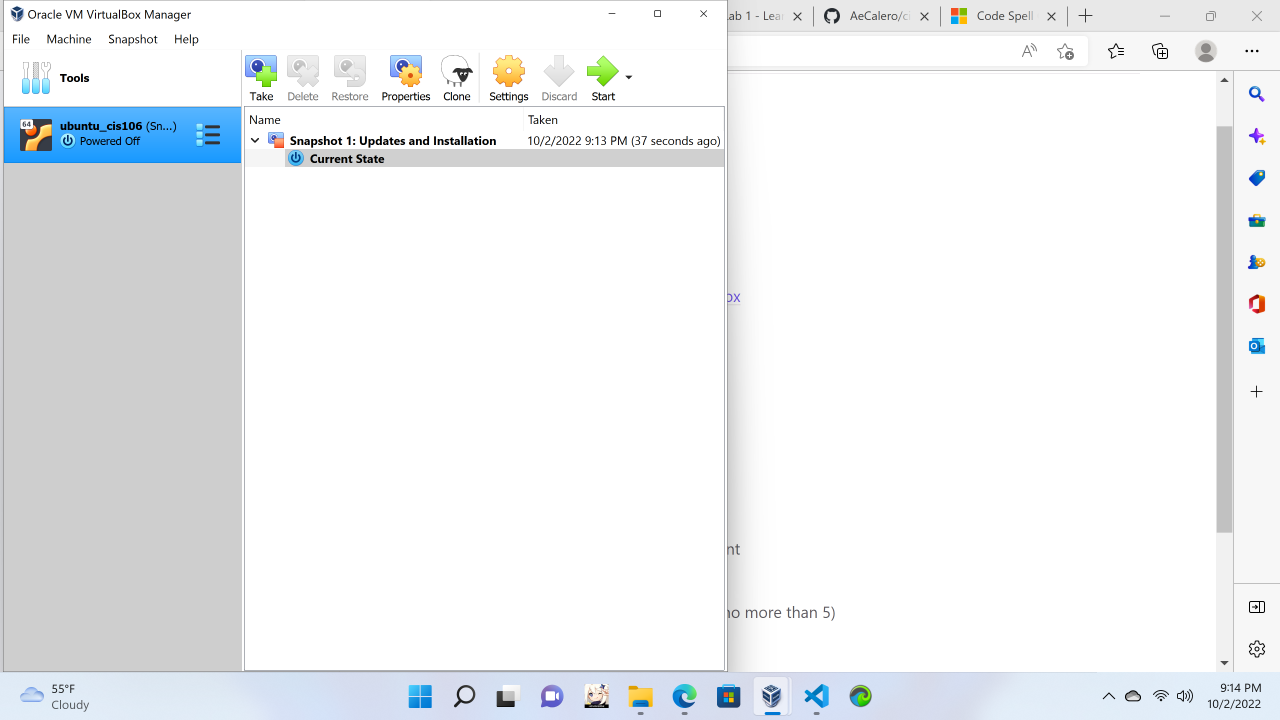 Oracle VM VirtualBox Manager
File Machine Snapshot Help
Tools
64
ubuntu_cis106 (Sn...)
Powered Off
Take Delete Restore Properties Clone Settings Discard Start
Name Taken
Snapshot 1: Updates and Installation 10/2/2022 9:13 PM (37 seconds ago)
Current State
ab 1 - Lear
AeCalero/ci
Code Spell
ox
nt
no more than 5)
55°F
Cloudy
9:14 PM
10/2/2022